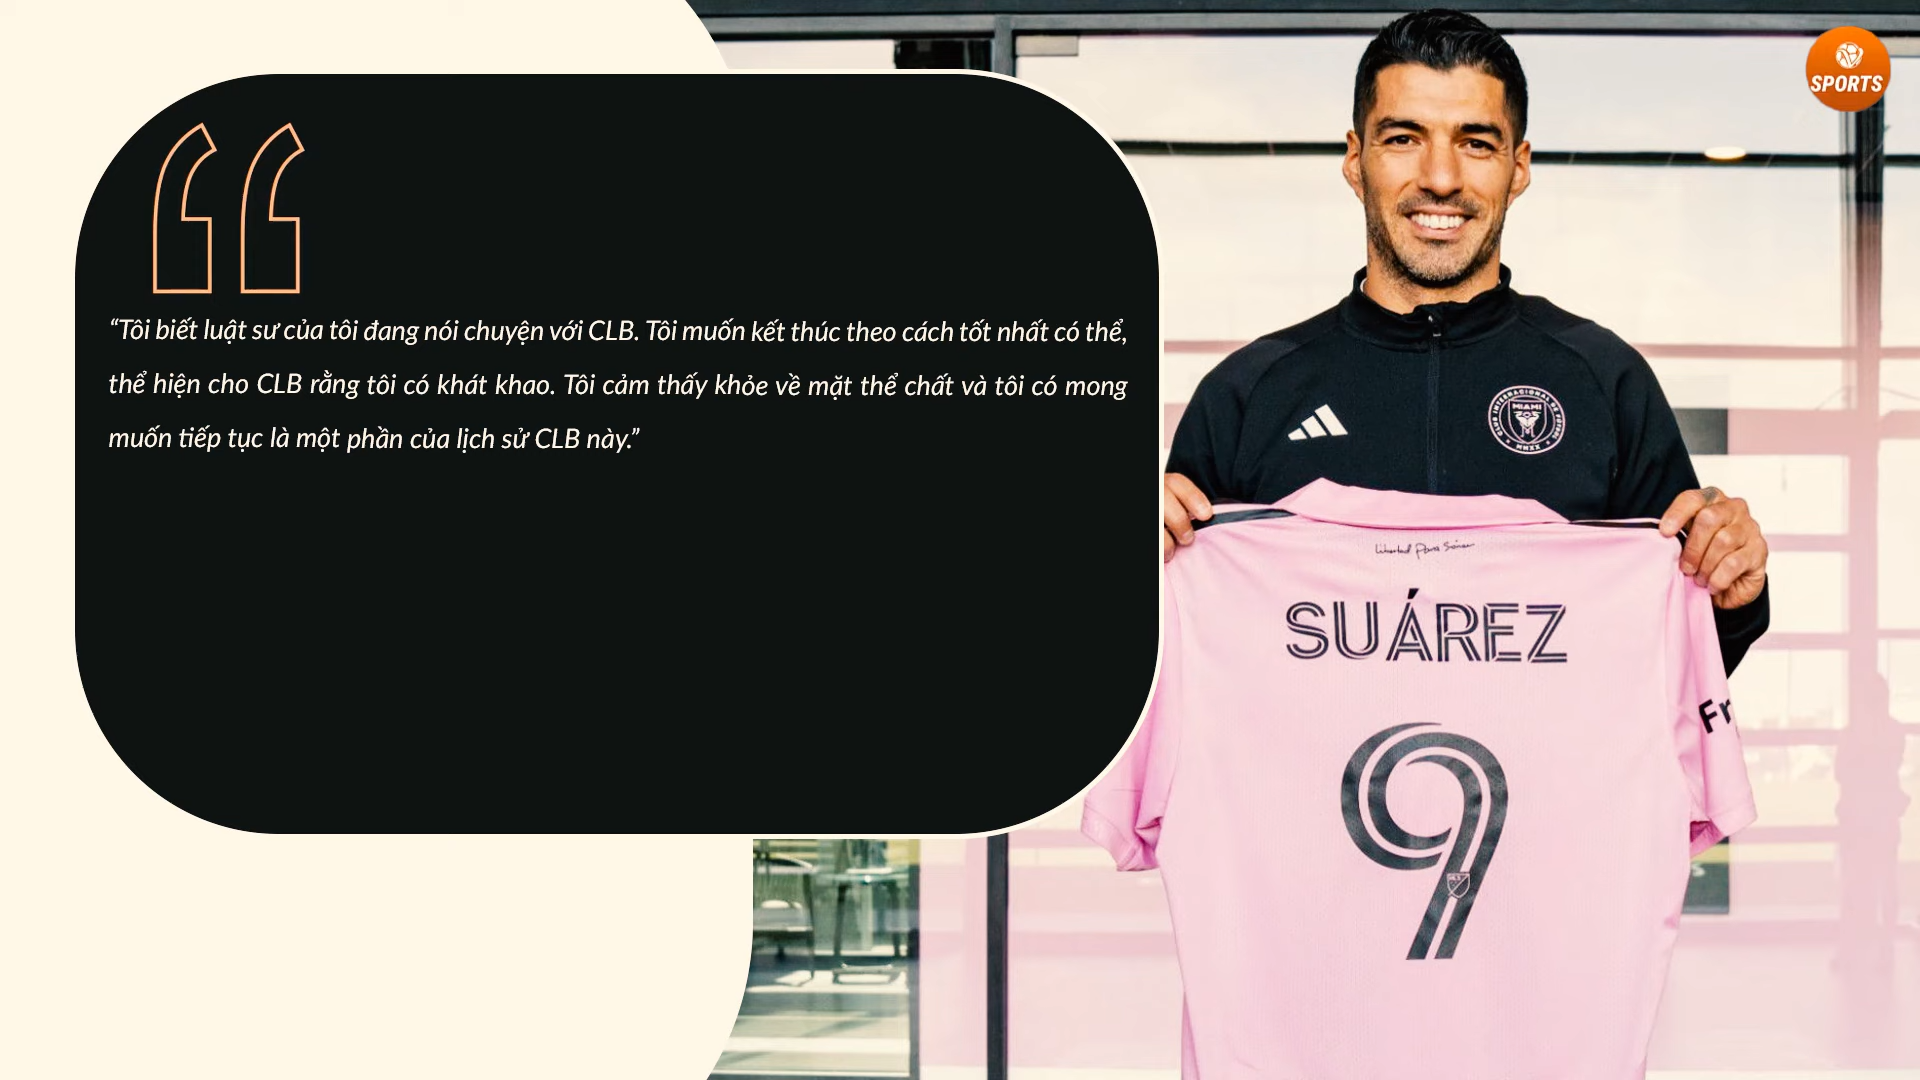 “Tôi biết luật sư của tôi đang nói chuyện với CLB. Tôi muốn kết thúc theo cách tốt nhất có thể,
thể hiện cho CLB rằng tôi có khát khao. Tôi cảm thấy khỏe về mặt thể chất và tôi có mong
muốn tiếp tục là một phần của lịch sử CLB này.”
SPORTS
MIAMI
SUÁREZ
Fr
9